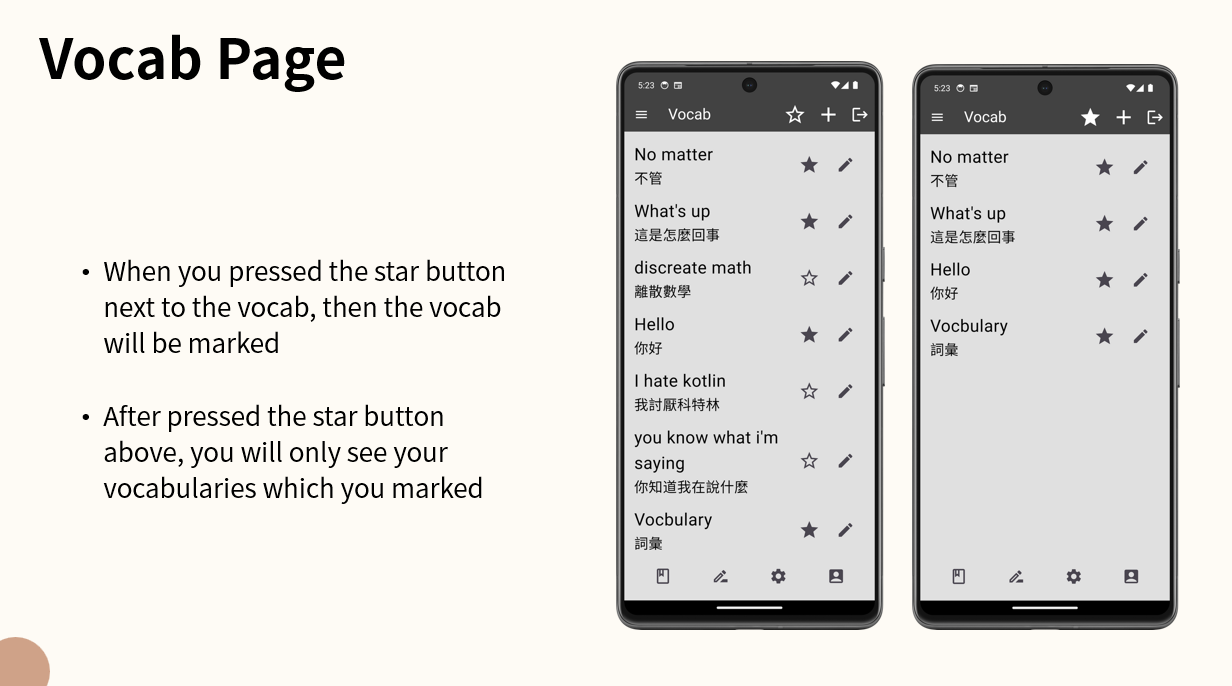 Vocab Page
• When you pressed the star button
next to the vocab, then the vocab
will be marked
• After pressed the star button
above, you will only see your
vocabularies which you marked
5:23
Vocab
No matter
不管
What's up
這是怎麼回事
discreate math
離散數學
Hello
你好
I hate kotlin
我討厭科特林
you know what i'm
saying
你知道我在說什麼
Vocbulary
詞彙
5:23
Vocab
No matter
不管
What's up
這是怎麼回事
Hello
你好
Vocbulary
詞彙